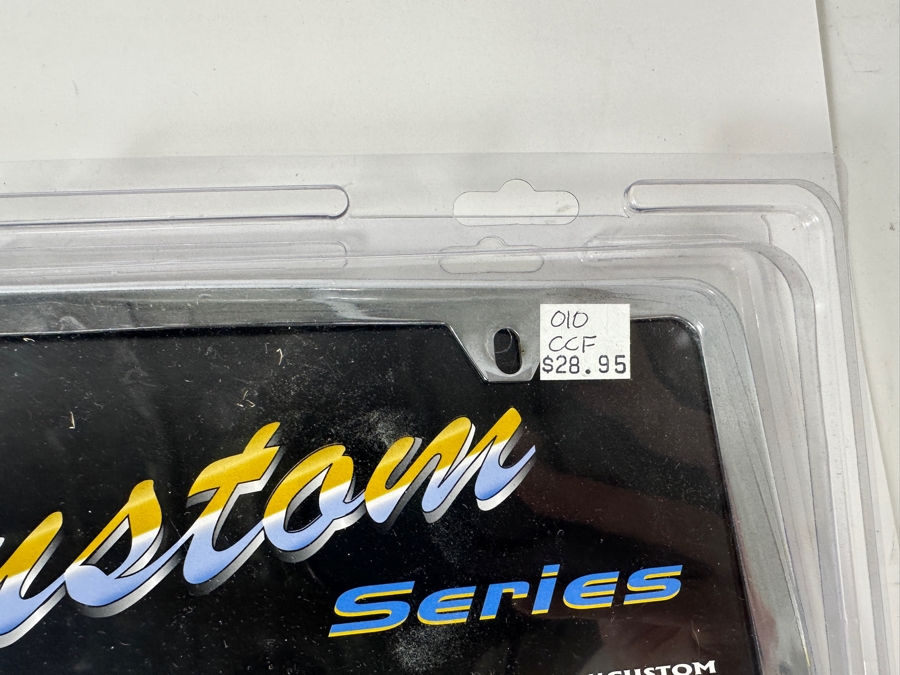 010
CCF
$28.95
ustom
Series
"CUSTOM